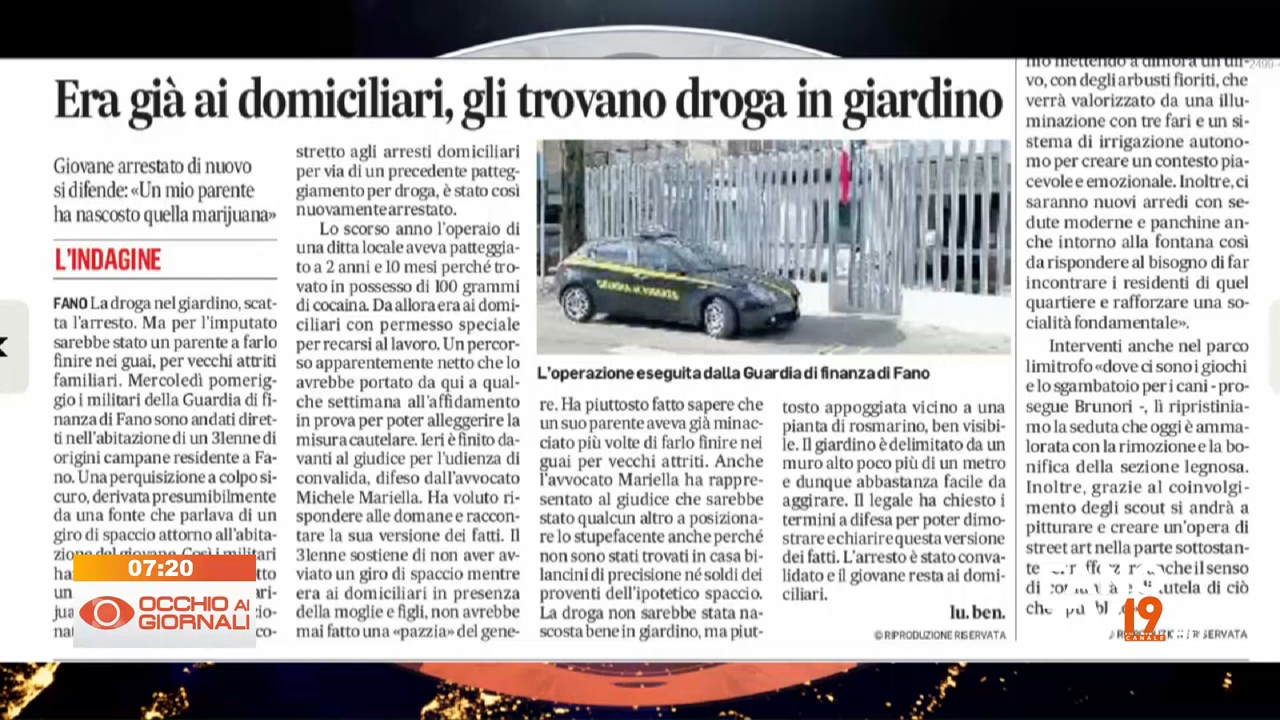 Era già ai domiciliari, gli trovano droga in giardino
Giovane arrestato di nuovo
si difende: «Un mio parente
ha nascosto quella marijuana»
L'INDAGINE
FANO La droga nel giardino, scat-
ta l'arresto. Ma per l'imputato
sarebbe stato un parente a farlo
finire nei guai, per vecchi attriti
familiari. Mercoledì pomerig-
gio i militari della Guardia di fi-
nanza di Fano sono andati diret-
ti nell'abitazione di un 31enne di
origini campane residente a Fa-
no. Una perquisizione a colpo si-
curo, derivata presumibilmente
da una fonte che parlava di un
giro di spaccio attorno all'abita-
zione del giovane. Così i militari
stretto agli arresti domiciliari
per via di un precedente patteg-
giamento per droga, è stato così
nuovamente arrestato.
Lo scorso anno l'operaio di
una ditta locale aveva patteggia-
to a 2 anni e 10 mesi perché tro-
vato in possesso di 100 grammi
di cocaina. Da allora era ai domi-
ciliari con permesso speciale
per recarsi al lavoro. Un percor-
so apparentemente netto che lo
avrebbe portato da qui a qual-
che settimana all'affidamento
in prova per poter alleggerire la
misura cautelare. Ieri è finito da-
vanti al giudice per l'udienza di
convalida, difeso dall'avvocato
Michele Mariella. Ha voluto ri-
spondere alle domane e raccon-
tare la sua versione dei fatti. Il
31enne sostiene di non aver av-
viato un giro di spaccio mentre
era ai domiciliari in presenza
della moglie e figli, non avrebbe
mai fatto una «pazzia» del gene-
GUARDIA DI FINANZA
L'operazione eseguita dalla Guardia di finanza di Fano
re. Ha piuttosto fatto sapere che
un suo parente aveva già minac-
ciato più volte di farlo finire nei
guai per vecchi attriti. Anche
l'avvocato Mariella ha rappre-
sentato al giudice che sarebbe
stato qualcun altro a posiziona-
re lo stupefacente anche perché
non sono stati trovati in casa bi-
lancini di precisione né soldi dei
proventi dell'ipotetico spaccio.
La droga non sarebbe stata na-
scosta bene in giardino, ma piut-
tosto appoggiata vicino a una
pianta di rosmarino, ben visibi-
le. Il giardino è delimitato da un
muro alto poco più di un metro
e dunque abbastanza facile da
aggirare. Il legale ha chiesto i
termini a difesa per poter dimo-
strare e chiarire questa versione
dei fatti. L'arresto è stato conva-
lidato e il giovane resta ai domi-
ciliari.
lu. ben.
© RIPRODUZIONE RISERVATA
mo mettendo a dimora un uli-
vo, con degli arbusti fioriti, che
verrà valorizzato da una illu-
minazione con tre fari e un si-
stema di irrigazione autono-
mo per creare un contesto pia-
cevole e emozionale. Inoltre, ci
saranno nuovi arredi con se-
dute moderne e panchine an-
che intorno alla fontana così
da rispondere al bisogno di far
incontrare i residenti di quel
quartiere e rafforzare una so-
cialità fondamentale».
Interventi anche nel parco
limitrofo «dove ci sono i giochi
e lo sgambatoio per i cani - pro-
segue Brunori -, lì ripristinia-
mo la seduta che oggi è amma-
lorata con la rimozione e la bo-
nifica della sezione legnosa.
Inoltre, grazie al coinvolgi-
mento degli scout si andrà a
pitturare e creare un'opera di
street art nella parte sottostan-
07:20
OCCHIO AI
GIORNALI
19
CANALE